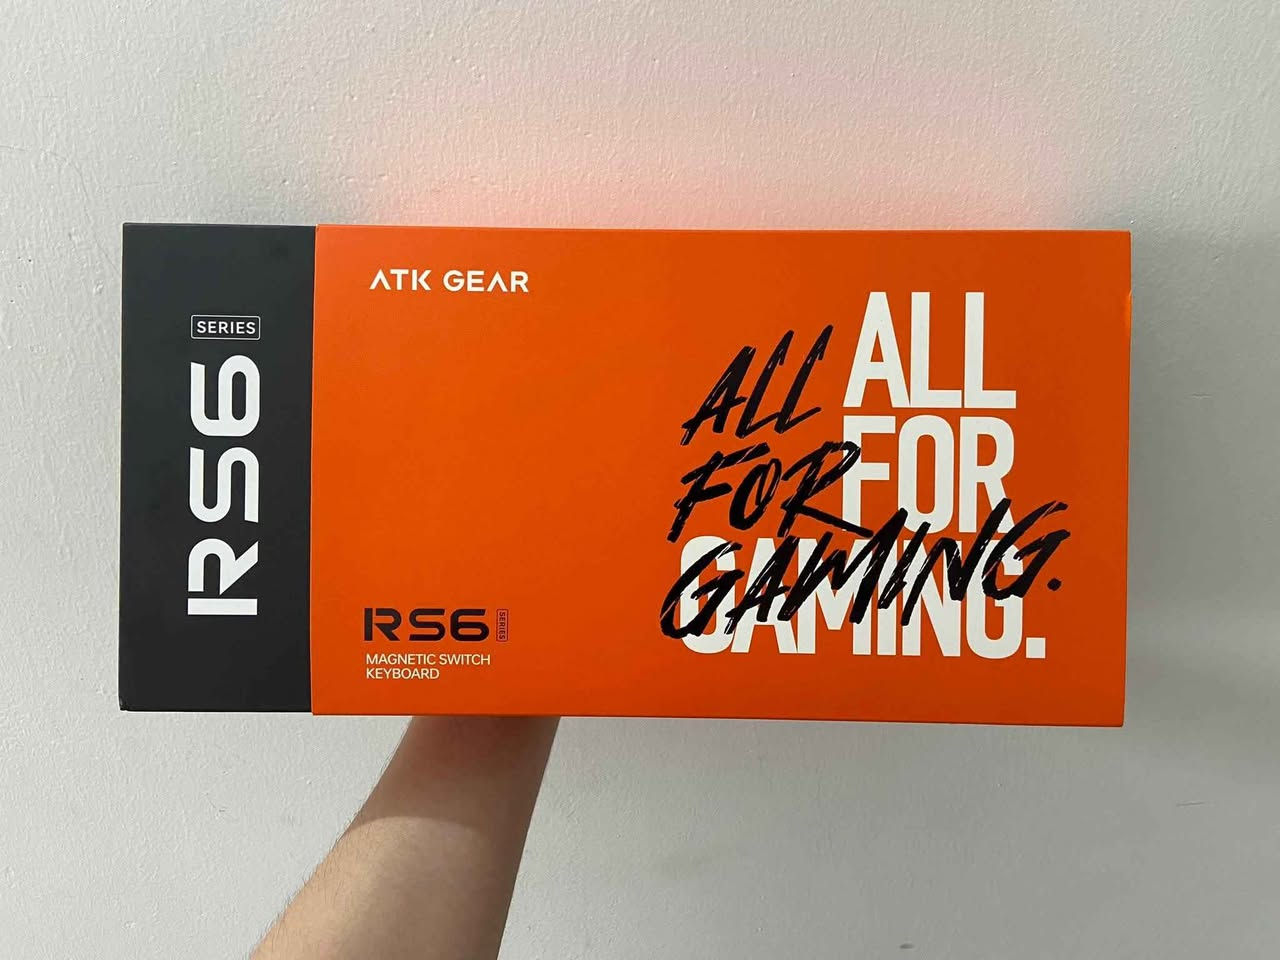 SERIES
RS6
ATK GEAR
ALL
FOR
GAMING.
ALL
FOR
GAMING.
RS6 SERIES
MAGNETIC SWITCH
KEYBOARD